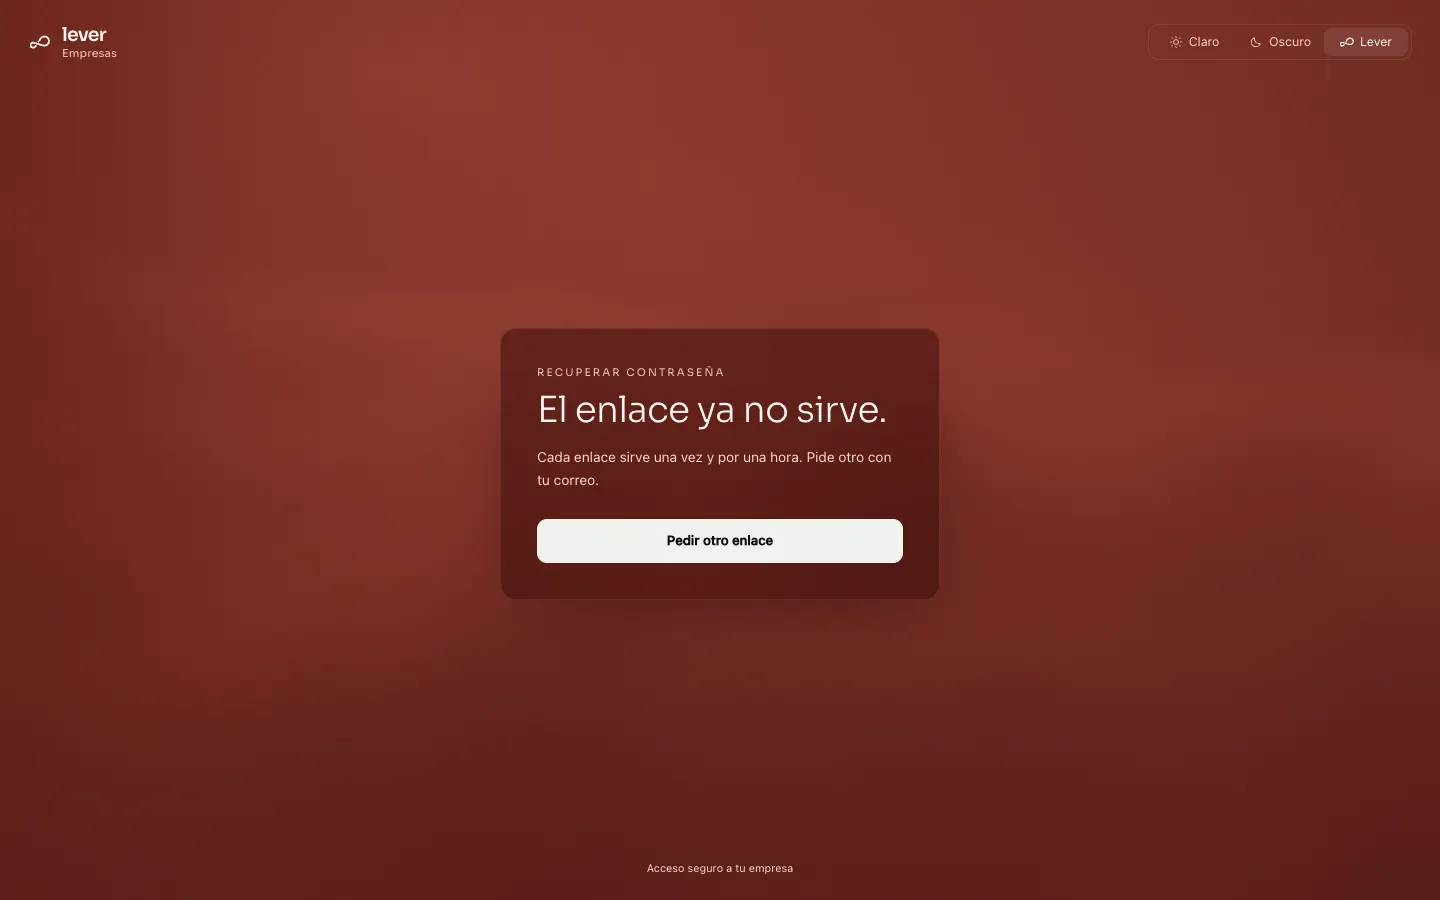 lever
Empresas
Claro
Oscuro
Lever
RECUPERAR CONTRASEÑA
El enlace ya no sirve.
Cada enlace sirve una vez y por una hora. Pide otro con
tu correo.
Pedir otro enlace
Acceso seguro a tu empresa